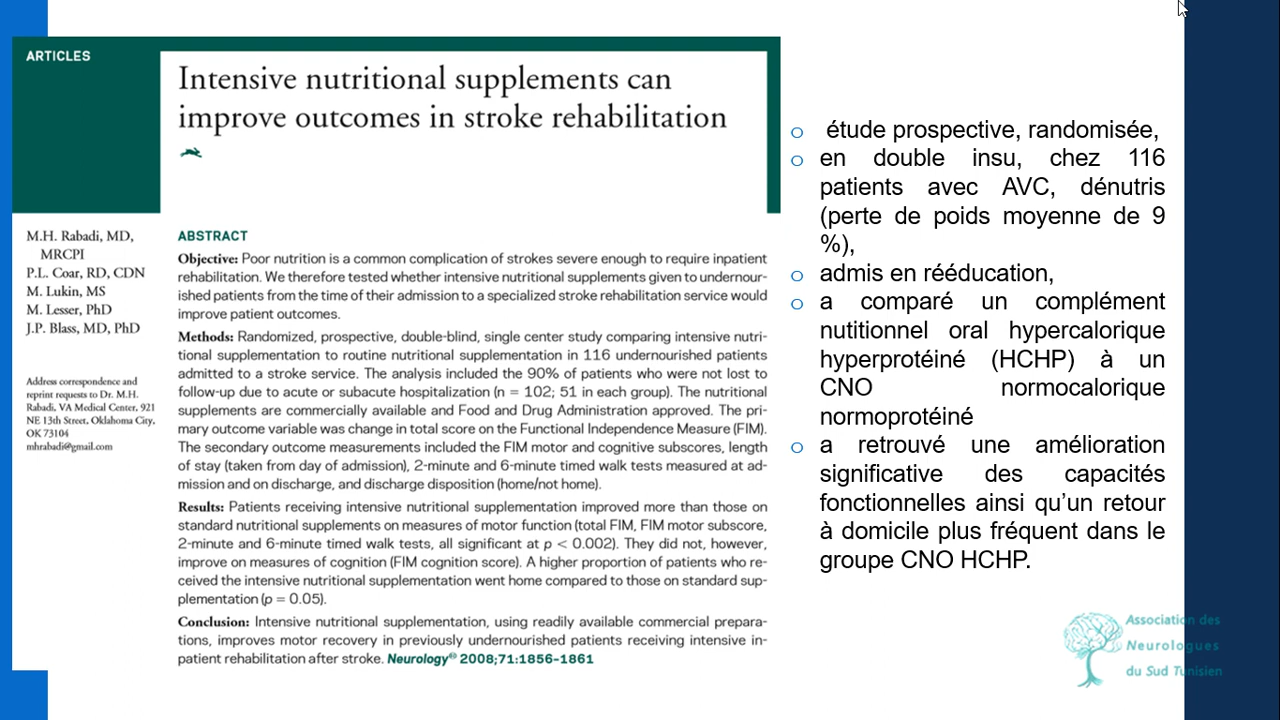 ARTICLES
Intensive nutritional supplements can
improve outcomes in stroke rehabilitation
M.H. Rabadi, MD,
MRCPI
P.L. Coar, RD, CDN
M. Lukin, MS
M. Lesser, PhD
J.P. Blass, MD, PhD
Address correspondence and
reprint requests to Dr. M.H.
Rabadi, VA Medical Center, 921
NE 13th Street, Oklahoma City,
OK 73104
mhrabadi@gmail.com
ABSTRACT
Objective: Poor nutrition is a common complication of strokes severe enough to require inpatient
rehabilitation. We therefore tested whether intensive nutritional supplements given to undernour-
ished patients from the time of their admission to a specialized stroke rehabilitation service would
improve patient outcomes.
Methods: Randomized, prospective, double-blind, single center study comparing intensive nutri-
tional supplementation to routine nutritional supplementation in 116 undernourished patients
admitted to a stroke service. The analysis included the 90% of patients who were not lost to
follow-up due to acute or subacute hospitalization (n = 102; 51 in each group). The nutritional
supplements are commercially available and Food and Drug Administration approved. The pri-
mary outcome variable was change in total score on the Functional Independence Measure (FIM).
The secondary outcome measurements included the FIM motor and cognitive subscores, length
of stay (taken from day of admission), 2-minute and 6-minute timed walk tests measured at ad-
mission and on discharge, and discharge disposition (home/not home).
Results: Patients receiving intensive nutritional supplementation improved more than those on
standard nutritional supplements on measures of motor function (total FIM, FIM motor subscore,
2-minute and 6-minute timed walk tests, all significant at p < 0.002). They did not, however,
improve on measures of cognition (FIM cognition score). A higher proportion of patients who re-
ceived the intensive nutritional supplementation went home compared to those on standard sup-
plementation (p = 0.05).
Conclusion: Intensive nutritional supplementation, using readily available commercial prepara-
tions, improves motor recovery in previously undernourished patients receiving intensive in-
patient rehabilitation after stroke. Neurology® 2008;71:1856-1861
o étude prospective, randomisée,
o en double insu, chez 116
patients avec AVC, dénutris
(perte de poids moyenne de 9
%),
o admis en rééducation,
o a comparé un complément
nutitionnel oral hypercalorique
hyperprotéiné (HCHP) à un
CNO normocalorique
normoprotéiné
o a retrouvé une amélioration
significative des capacités
fonctionnelles ainsi qu’un retour
à domicile plus fréquent dans le
groupe CNO HCHP.
Association des
Neurologues
du Sud Tunisien